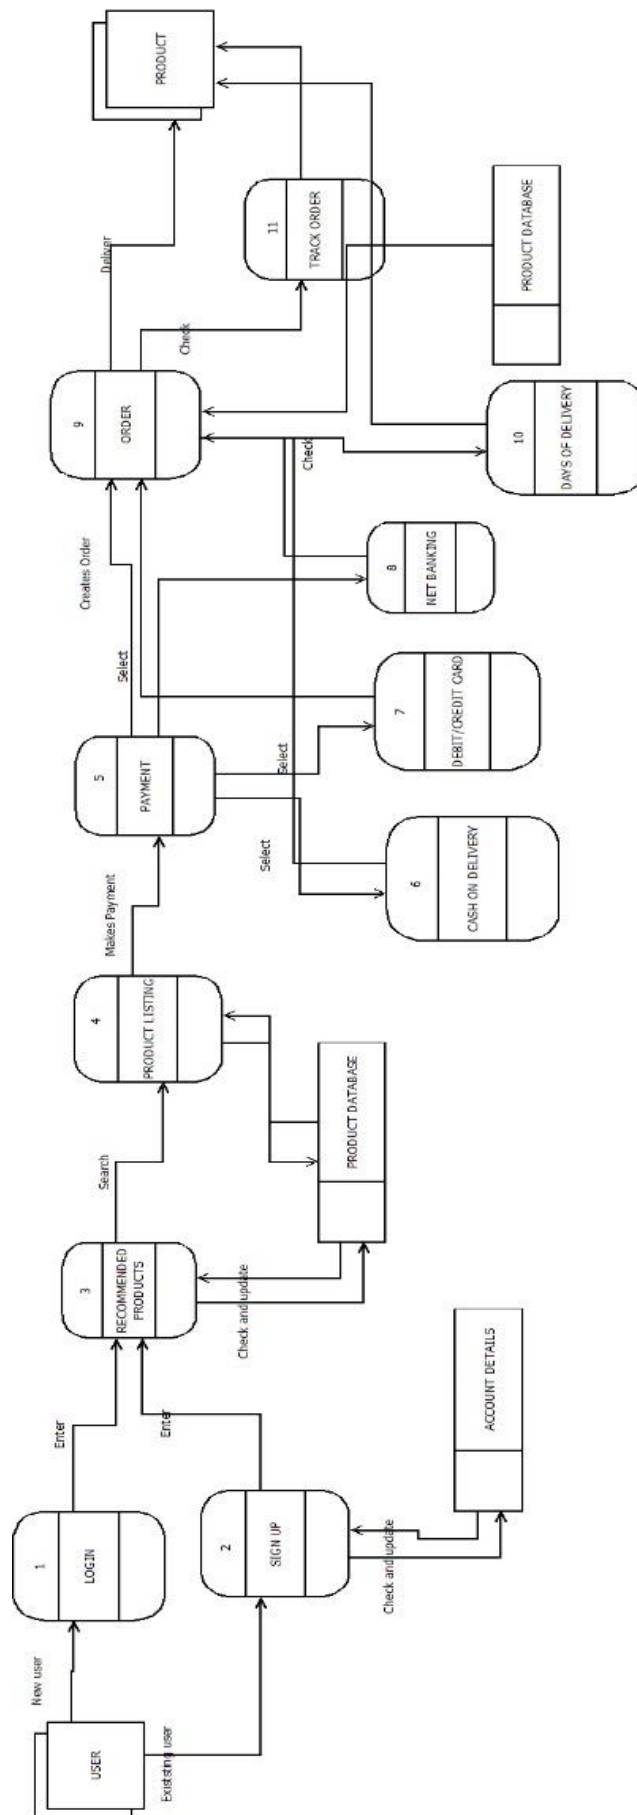 USER
New user
Existsting user
1
LOGIN
2
SIGN UP
Enter
Enter
Check and update
ACCOUNT DETAILS
3
RECOMMENDED
PRODUCTS
Check and update
Search
PRODUCT DATABASE
4
PRODUCT LISTING
Makes Payment
5
PAYMENT
Select
Select
Select
6
CASH ON DELIVERY
7
DEBIT/CREDIT CARD
8
NET BANKING
Creates Order
9
ORDER
Check
Check
10
DAYS OF DELIVERY
Deliver
11
TRACK ORDER
PRODUCT DATABASE
PRODUCT